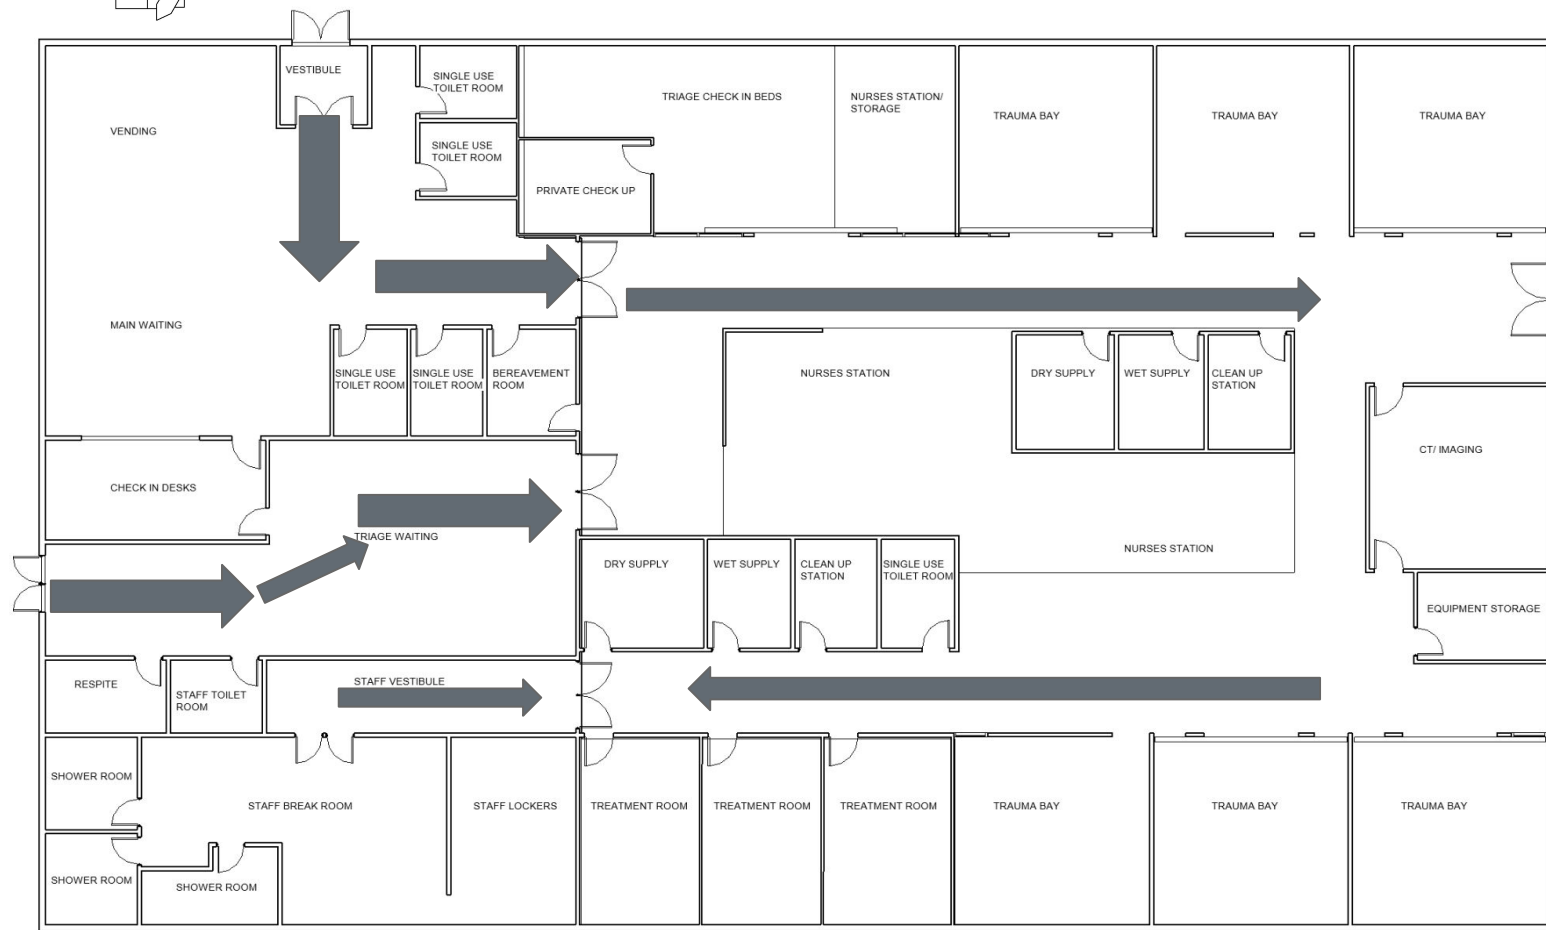 VESTIBULE
SINGLE USE
TOILET ROOM
TRIAGE CHECK IN BEDS
NURSES STATION/
STORAGE
TRAUMA BAY
TRAUMA BAY
TRAUMA BAY
VENDING
SINGLE USE
TOILET ROOM
PRIVATE CHECK UP
MAIN WAITING
SINGLE USE
TOILET ROOM
SINGLE USE
TOILET ROOM
BEREAVEMENT
ROOM
NURSES STATION
DRY SUPPLY
WET SUPPLY
CLEAN UP
STATION
CT/ IMAGING
CHECK IN DESKS
TRIAGE WAITING
NURSES STATION
DRY SUPPLY
WET SUPPLY
CLEAN UP
STATION
SINGLE USE
TOILET ROOM
EQUIPMENT STORAGE
RESPITE
STAFF TOILET
ROOM
STAFF VESTIBULE
SHOWER ROOM
STAFF BREAK ROOM
STAFF LOCKERS
TREATMENT ROOM
TREATMENT ROOM
TREATMENT ROOM
TRAUMA BAY
TRAUMA BAY
TRAUMA BAY
SHOWER ROOM
SHOWER ROOM